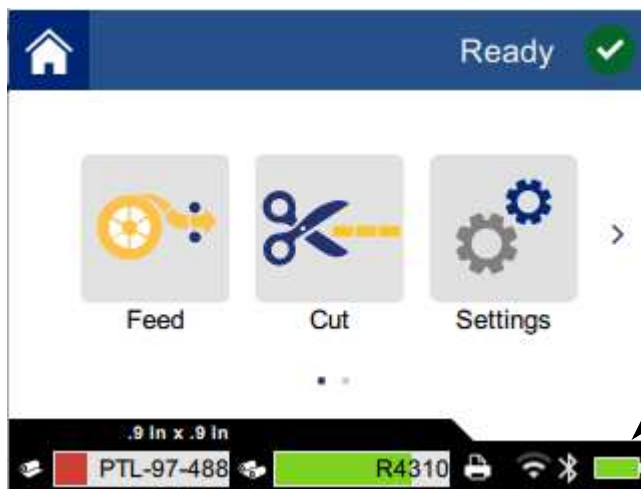 Ready
Feed Cut Settings
.9 In x .9 In
PTL-97-488 R4310